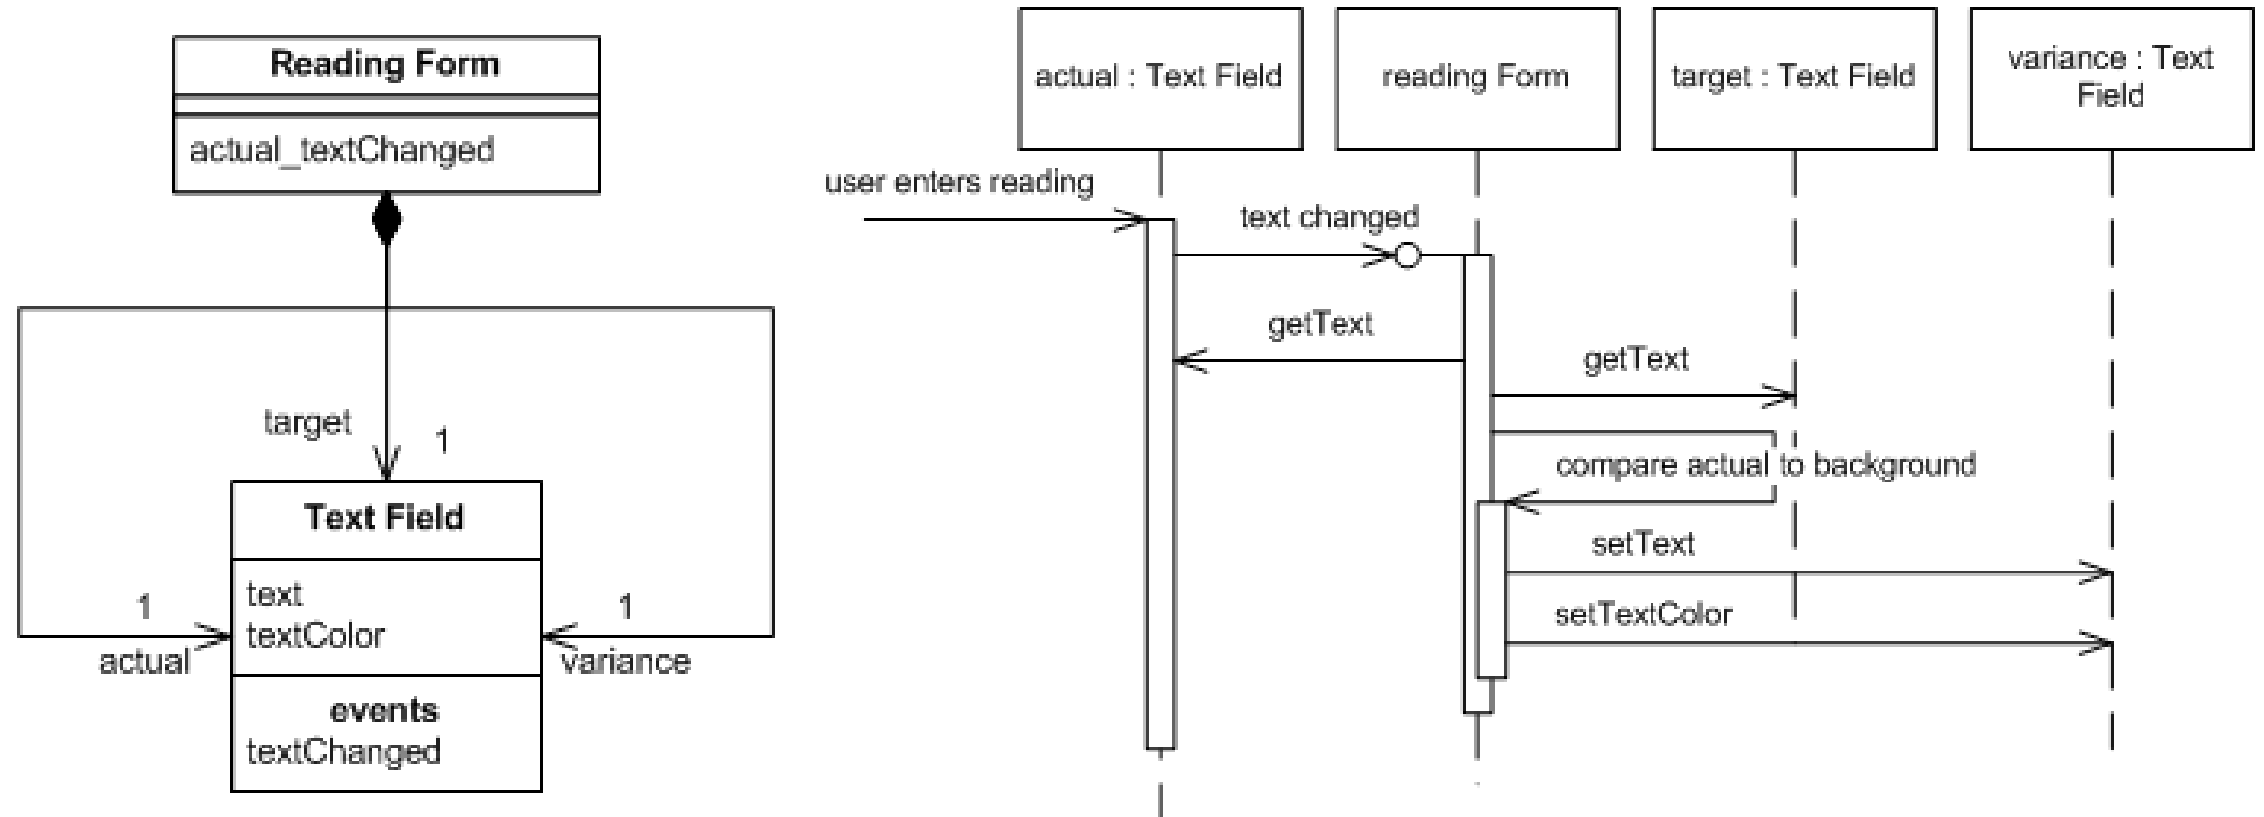 Reading Form
actual_textChanged
target
1
Text Field
text
textColor
1
actual
1
variance
events
textChanged
actual : Text Field
reading Form
target : Text Field
variance : Text
Field
user enters reading
text changed
getText
getText
compare actual to background
setText
setTextColor